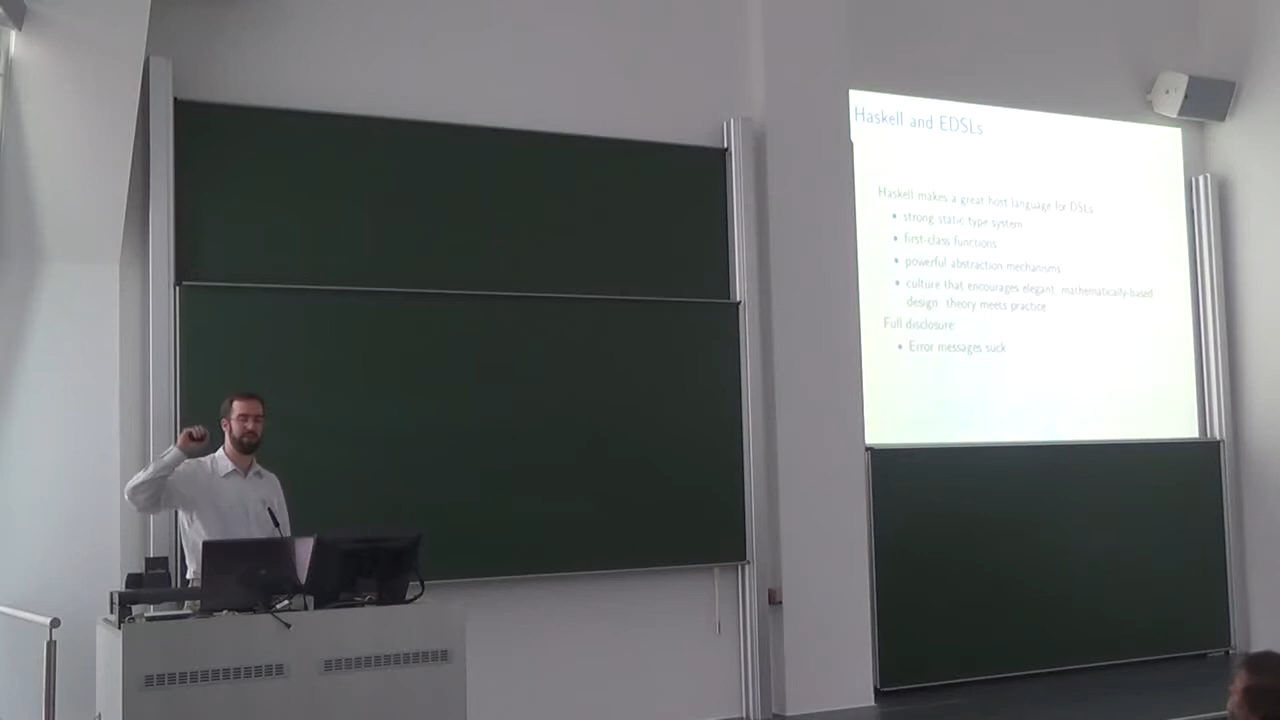 Haskell and EDSLs
Haskell makes a great host language for DSLs
• strong static type system
• first-class functions
• powerful abstraction mechanisms
• culture that encourages elegant, mathematically-based
design: theory meets practice
Full disclosure:
• Error messages suck